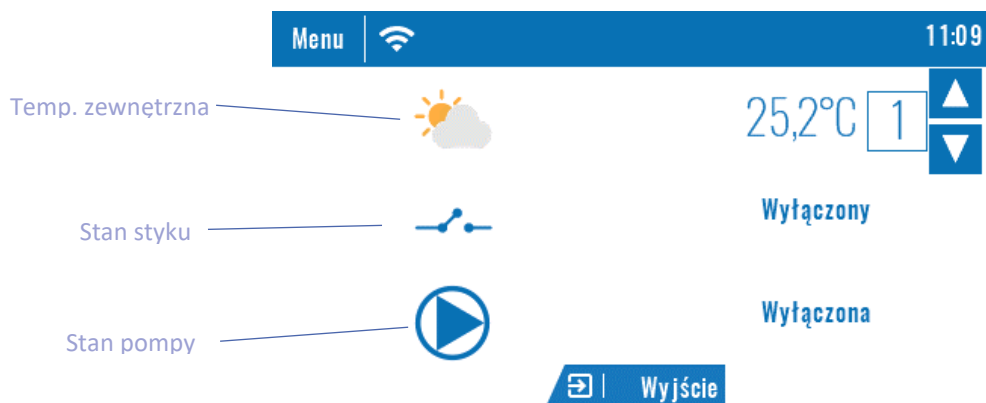 Menu
11:09
Temp. zewnętrzna
25,2°C 1
Stan styku
Wyłączony
Stan pompy
Wyłączona
Wyjście